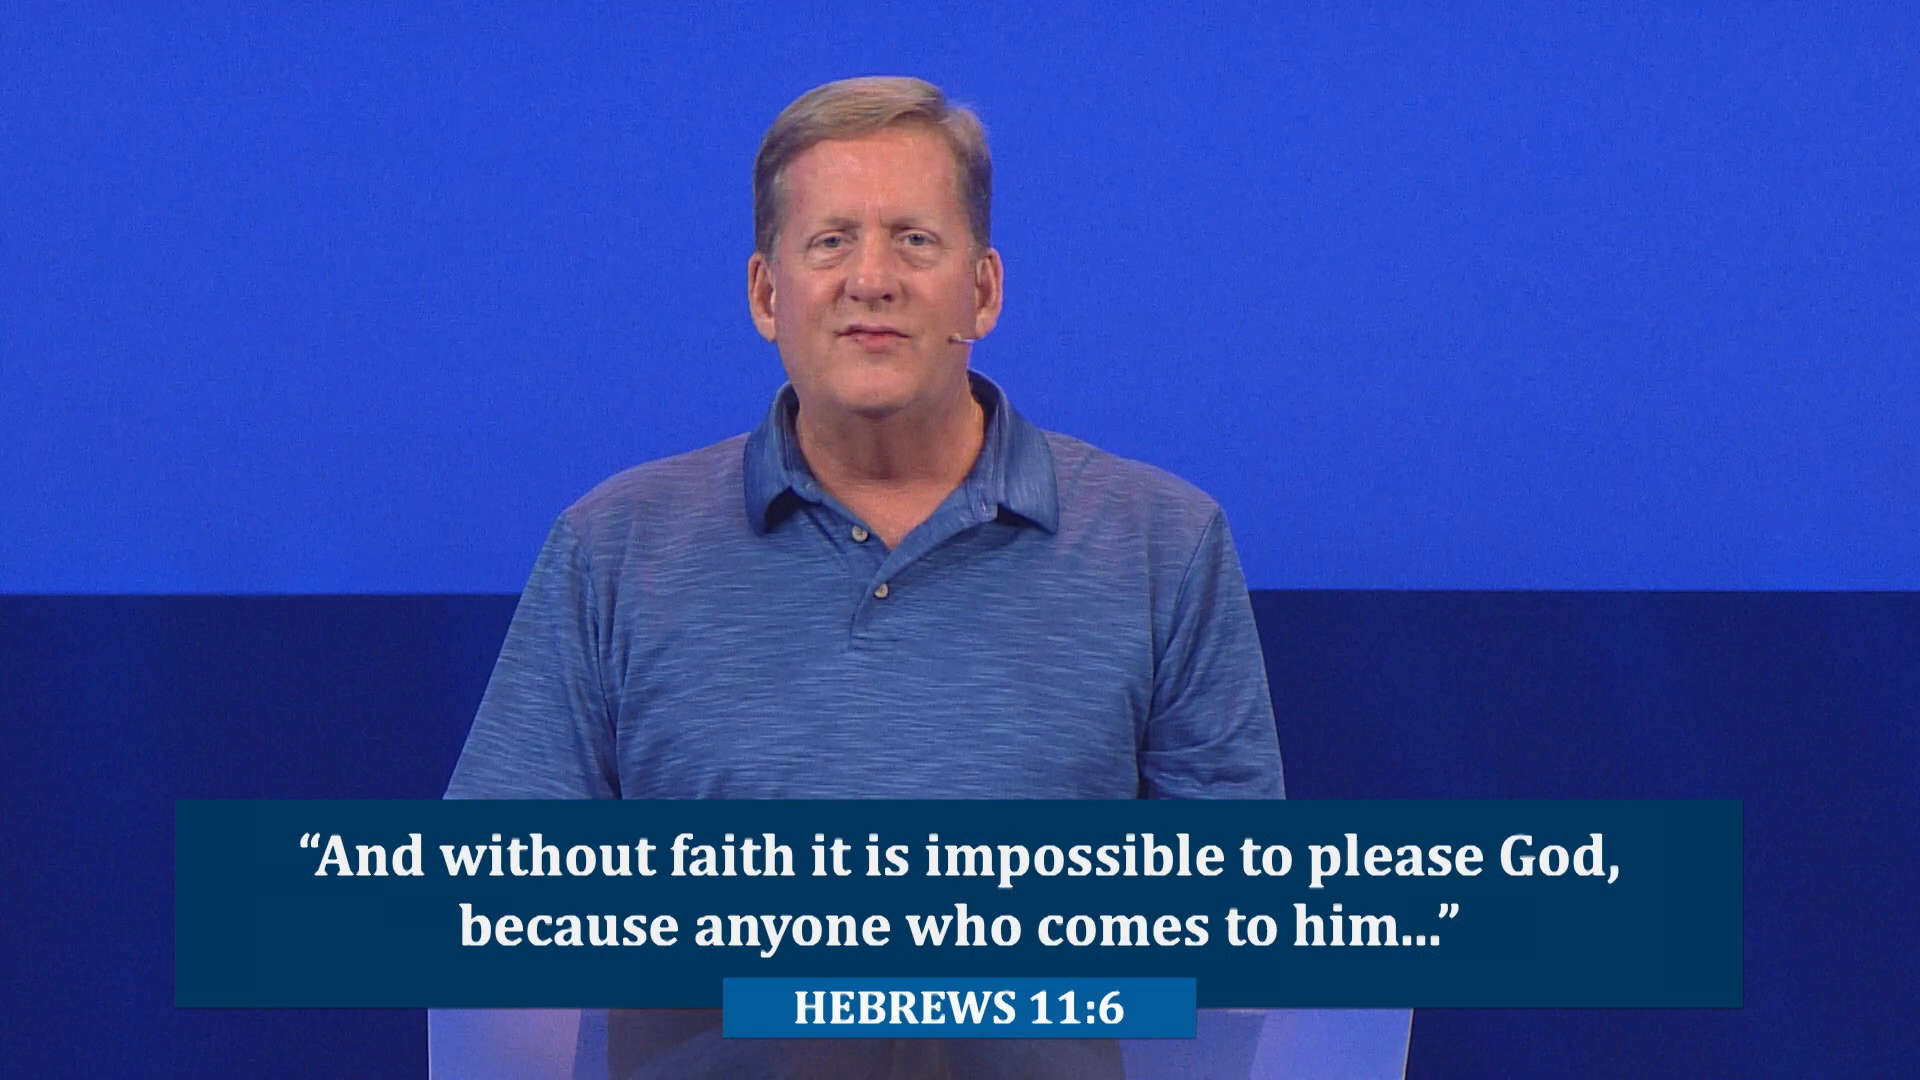 “And without faith it is impossible to please God,
because anyone who comes to him...”
HEBREWS 11:6